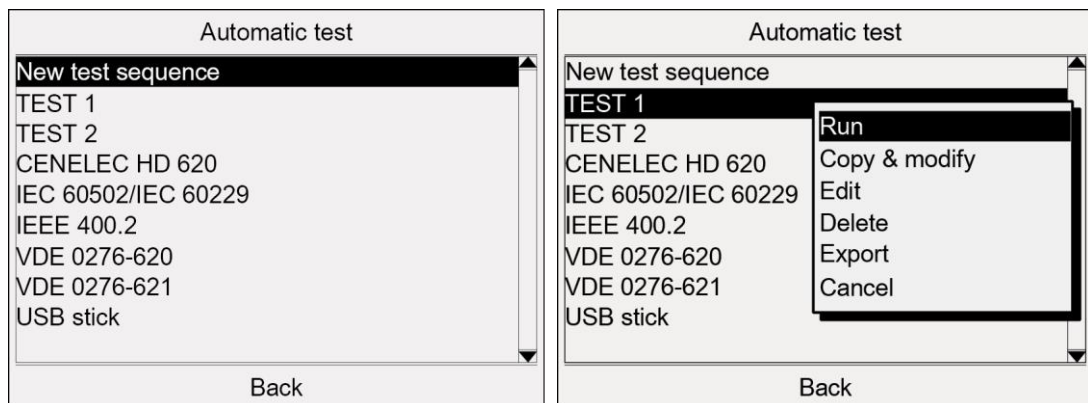 Automatic test
New test sequence
TEST 1
TEST 2
CENELEC HD 620
IEC 60502/IEC 60229
IEEE 400.2
VDE 0276-620
VDE 0276-621
USB stick
Back
Automatic test
New test sequence
TEST 1
TEST 2
CENELEC HD 620
IEC 60502/IEC 60229
IEEE 400.2
VDE 0276-620
VDE 0276-621
USB stick
Run
Copy & modify
Edit
Delete
Export
Cancel
Back